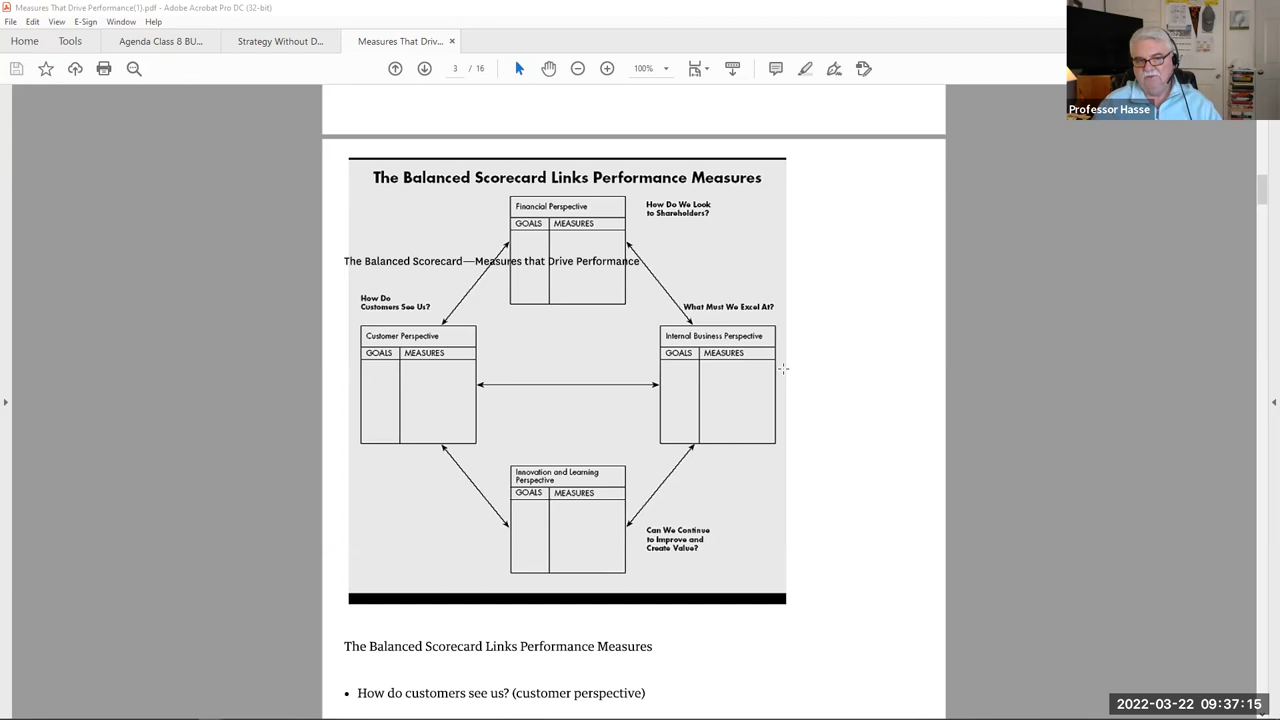 Measures That Drive Performance(1).pdf - Adobe Acrobat Pro DC (32-bit)
File Edit View E-Sign Window Help
Home Tools Agenda Class 8 BU... Strategy Without D... Measures That Driv... ×
3 / 16 100%
Professor Hasse
The Balanced Scorecard Links Performance Measures
Financial Perspective
GOALS MEASURES
How Do We Look
to Shareholders?
The Balanced Scorecard—Measures that Drive Performance
How Do
Customers See Us?
What Must We Excel At?
Customer Perspective
GOALS MEASURES
Internal Business Perspective
GOALS MEASURES
Innovation and Learning
Perspective
GOALS MEASURES
Can We Continue
to Improve and
Create Value?
The Balanced Scorecard Links Performance Measures
• How do customers see us? (customer perspective)
2022-03-22 09:37:15